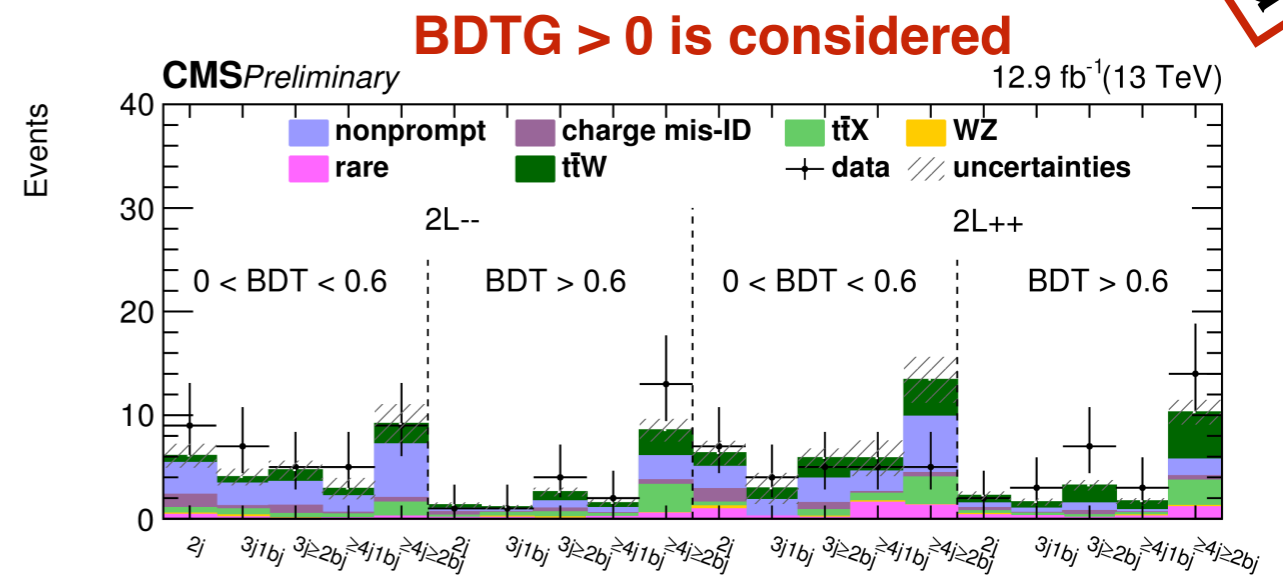 BDTG > 0 is considered
CMS Preliminary 12.9 fb⁻¹(13 TeV)
Events
40
nonprompt charge mis-ID tt̄X WZ
rare tt̄W data uncertainties
30
2L-- 2L++
0 < BDT < 0.6 BDT > 0.6 0 < BDT < 0.6 BDT > 0.6
20
10
0
2j 3j1bj 3j≥2bj ≥4j1bj ≥4j≥2bj 2j 3j1bj 3j≥2bj ≥4j1bj ≥4j≥2bj 2j 3j1bj 3j≥2bj ≥4j1bj ≥4j≥2bj 2j 3j1bj 3j≥2bj ≥4j1bj ≥4j≥2bj